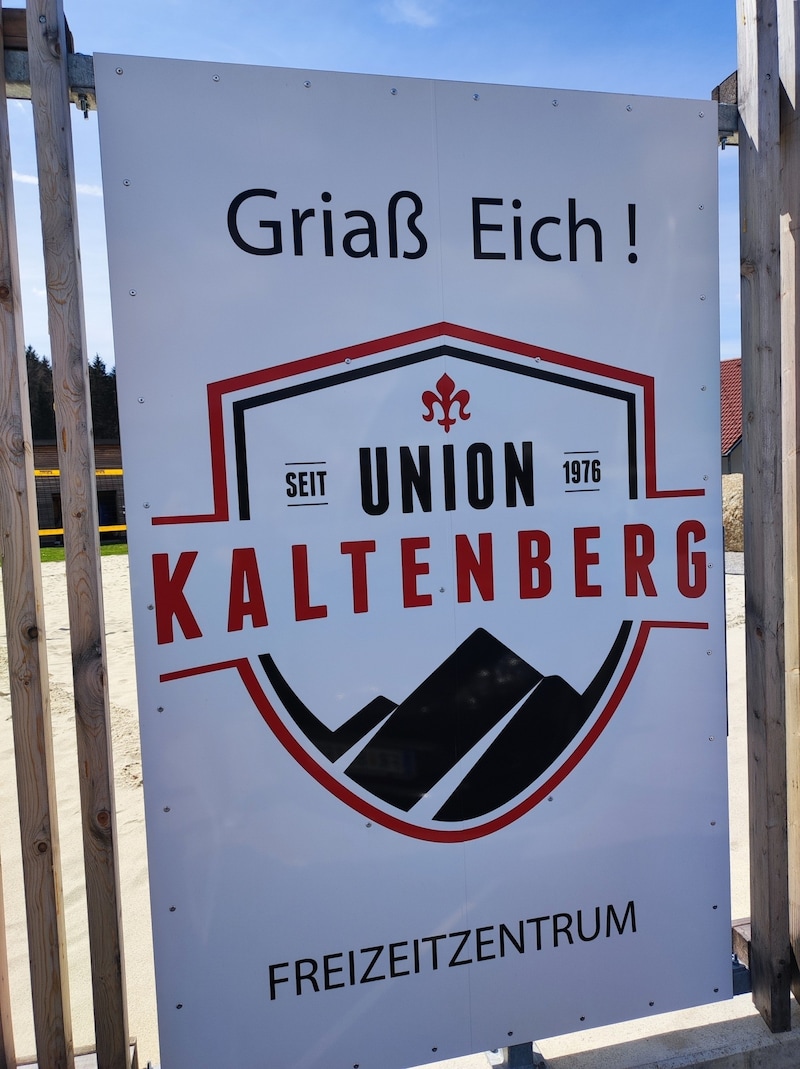 Griaß Eich !
SEIT UNION 1976
KALTENBERG
FREIZEITZENTRUM